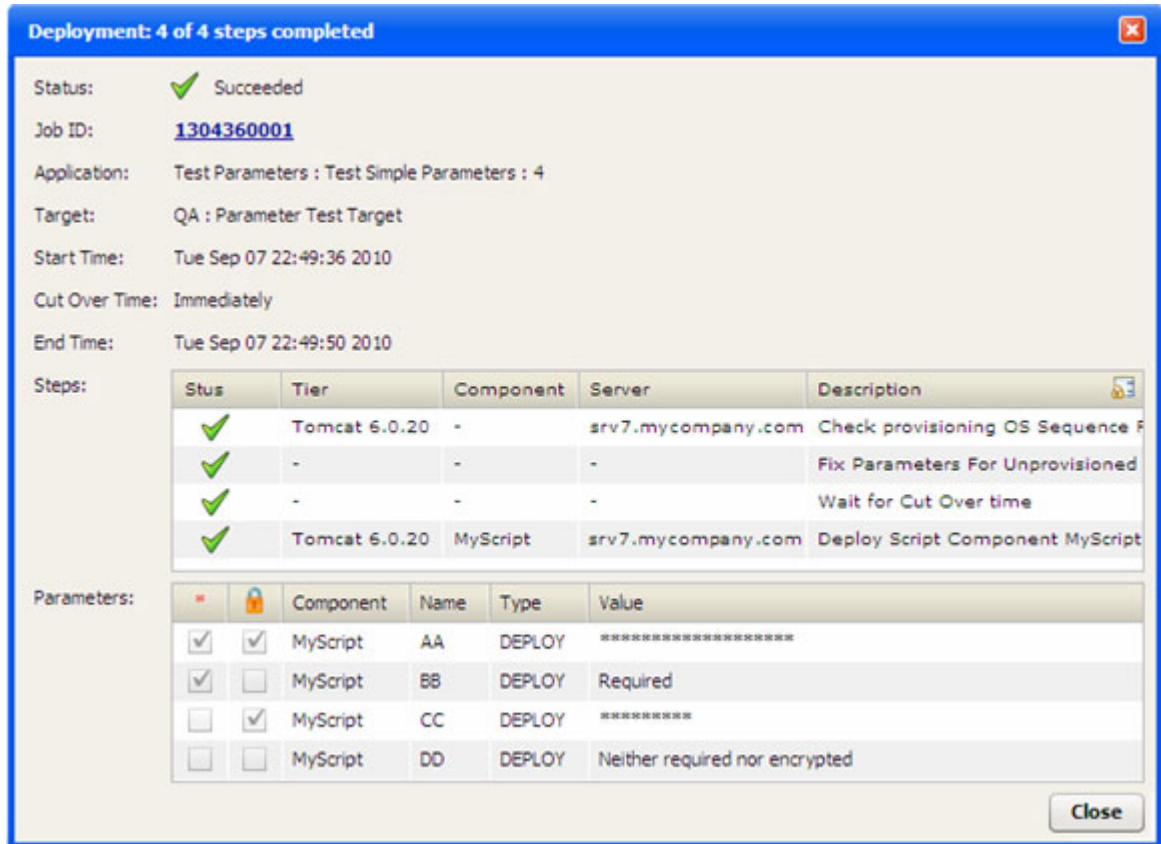 Deployment: 4 of 4 steps completed
Status: Succeeded
Job ID: 1304360001
Application: Test Parameters : Test Simple Parameters : 4
Target: QA : Parameter Test Target
Start Time: Tue Sep 07 22:49:36 2010
Cut Over Time: Immediately
End Time: Tue Sep 07 22:49:50 2010
Steps: Stus Tier Component Server Description
Tomcat 6.0.20 - srv7.mycompany.com Check provisioning OS Sequence
- - - Fix Parameters For Unprovisioned
- - - Wait for Cut Over time
Tomcat 6.0.20 MyScript srv7.mycompany.com Deploy Script Component MyScript
Parameters: * Component Name Type Value
MyScript AA DEPLOY *******************
MyScript BB DEPLOY Required
MyScript CC DEPLOY *********
MyScript DD DEPLOY Neither required nor encrypted
Close